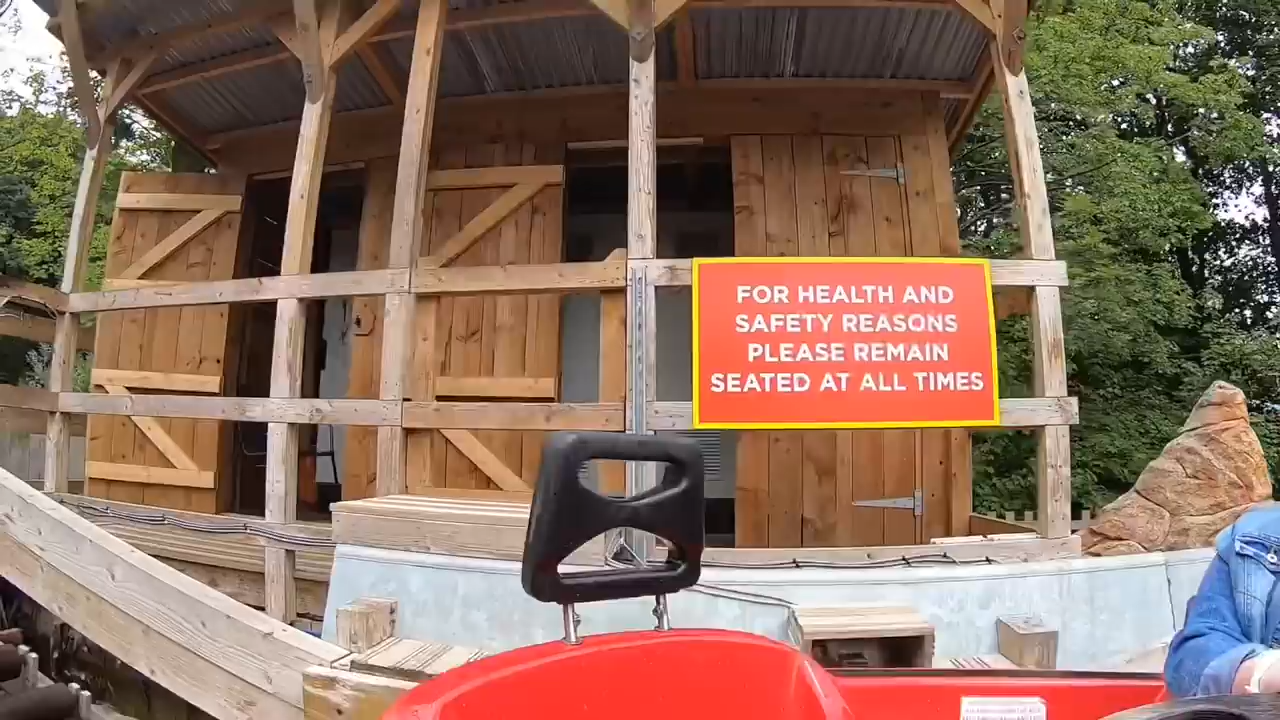 FOR HEALTH AND
SAFETY REASONS
PLEASE REMAIN
SEATED AT ALL TIMES